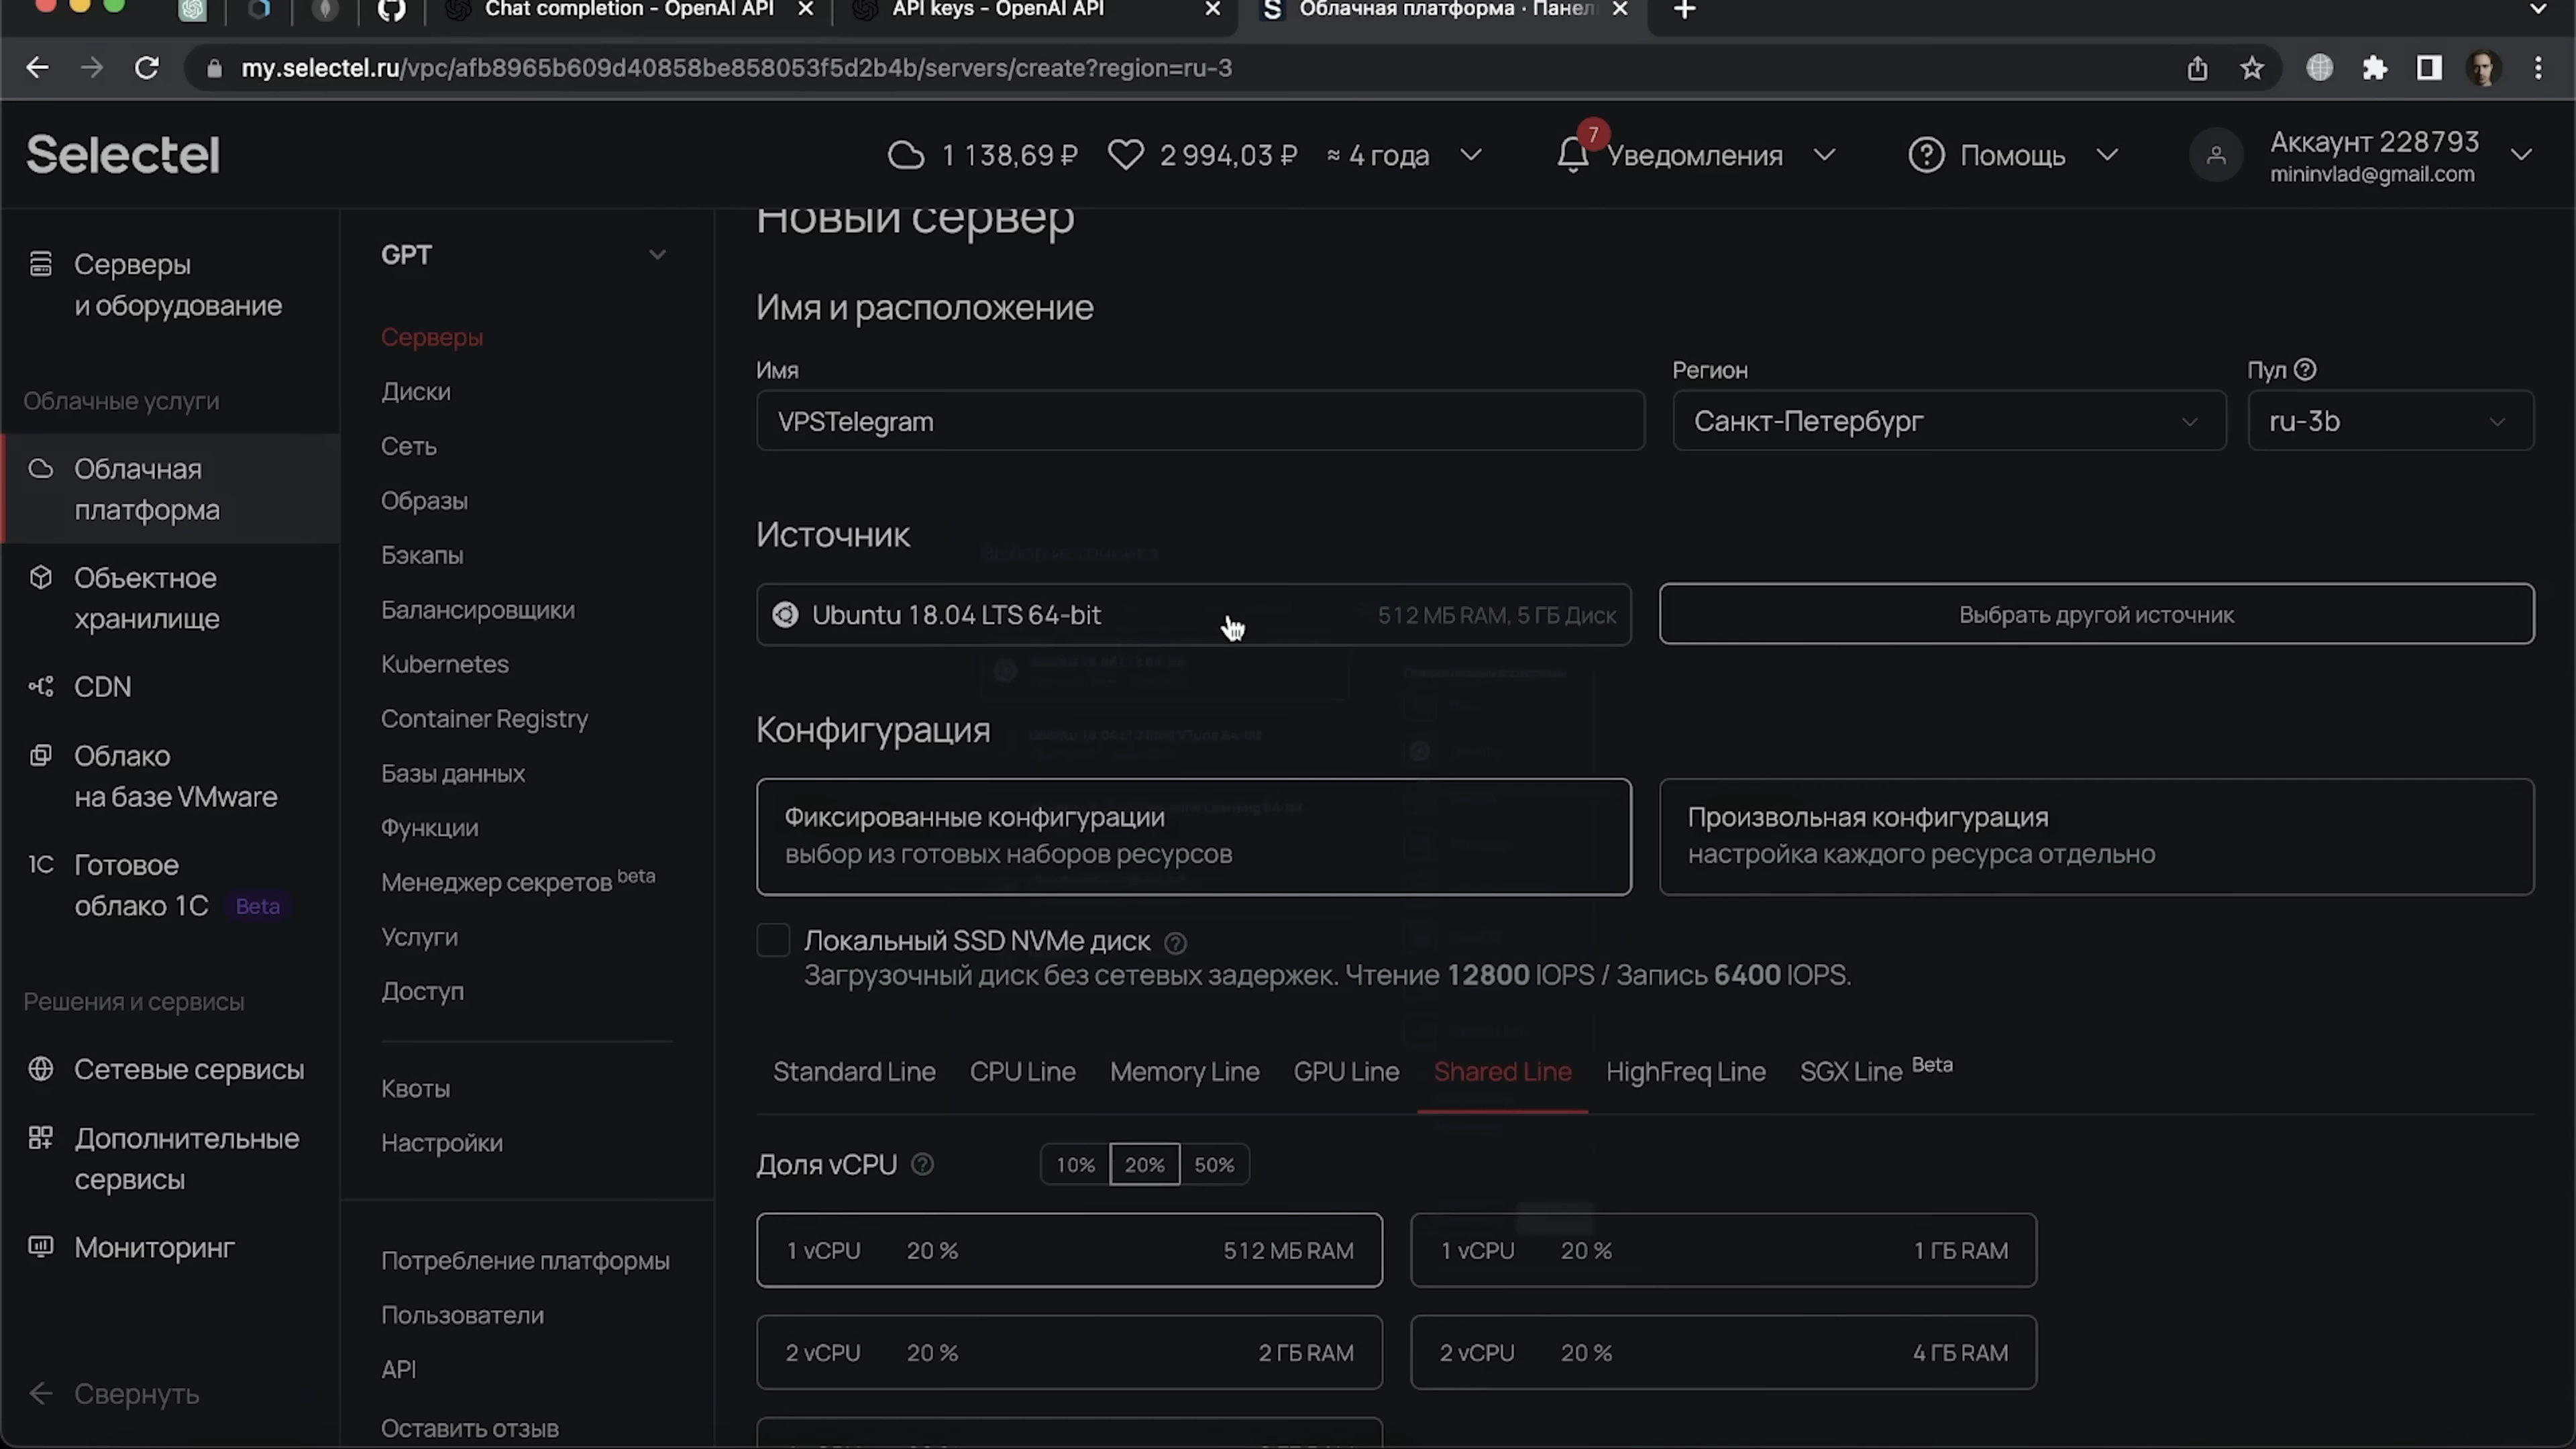 Chat completion - OpenAI API
API keys - OpenAI API
Облачная платформа · Панел
my.selectel.ru/vpc/afb8965b609d40858be858053f5d2b4b/servers/create?region=ru-3
Selectel
1 138,69 ₽
2 994,03 ₽
≈ 4 года
7
Уведомления
Помощь
Аккаунт 228793
mininvlad@gmail.com
Серверы
и оборудование
Облачные услуги
Облачная
платформа
Объектное
хранилище
CDN
Облако
на базе VMware
1C Готовое
облако 1С Beta
Решения и сервисы
Сетевые сервисы
Дополнительные
сервисы
Мониторинг
Свернуть
GPT
Серверы
Диски
Сеть
Образы
Бэкапы
Балансировщики
Kubernetes
Container Registry
Базы данных
Функции
Менеджер секретов beta
Услуги
Доступ
Квоты
Настройки
Потребление платформы
Пользователи
API
Оставить отзыв
Новый сервер
Имя и расположение
Имя
Регион
Пул
VPSTelegram
Санкт-Петербург
ru-3b
Источник
Ubuntu 18.04 LTS 64-bit
512 МБ RAM, 5 ГБ Диск
Выбрать другой источник
Конфигурация
Фиксированные конфигурации
выбор из готовых наборов ресурсов
Произвольная конфигурация
настройка каждого ресурса отдельно
Локальный SSD NVMe диск
Загрузочный диск без сетевых задержек. Чтение 12800 IOPS / Запись 6400 IOPS.
Standard Line
CPU Line
Memory Line
GPU Line
Shared Line
HighFreq Line
SGX Line Beta
Доля vCPU
10%
20%
50%
1 vCPU 20 % 512 МБ RAM
1 vCPU 20 % 1 ГБ RAM
2 vCPU 20 % 2 ГБ RAM
2 vCPU 20 % 4 ГБ RAM